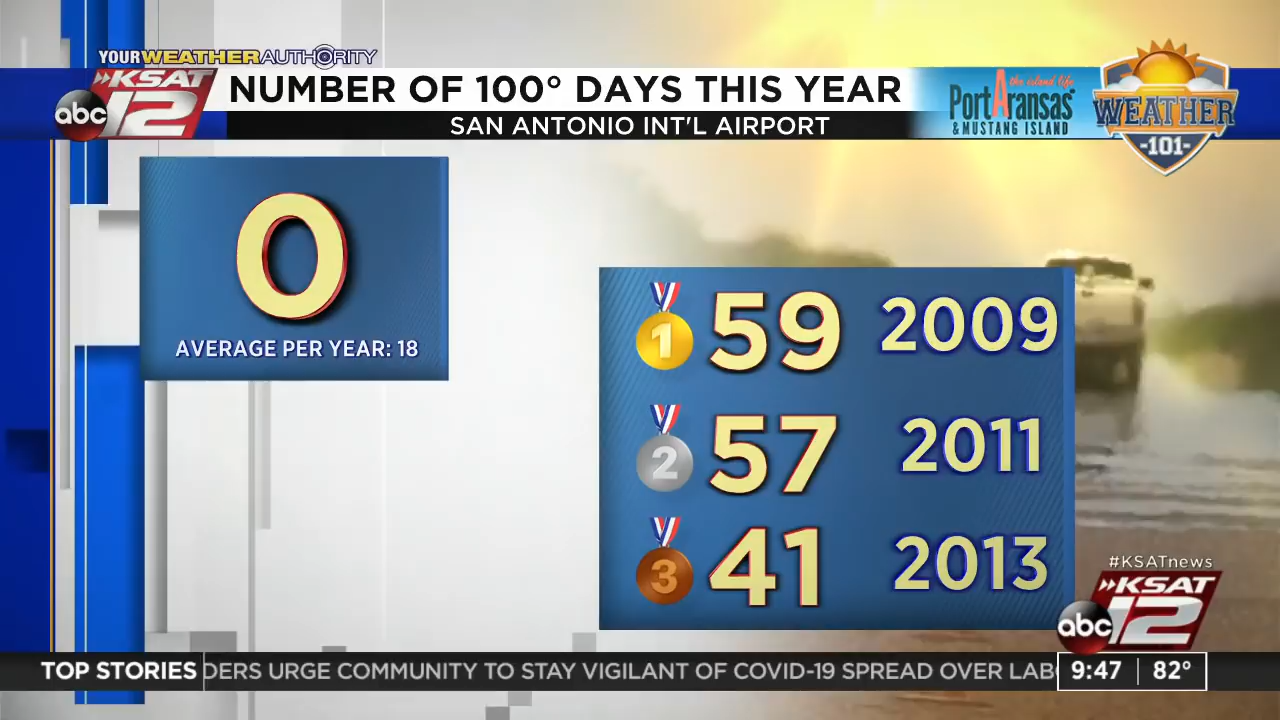 YOUR WEATHER AUTHORITY
KSAT
abc 12
NUMBER OF 100° DAYS THIS YEAR
SAN ANTONIO INT'L AIRPORT
the island life
PortAransas
& MUSTANG ISLAND
WEATHER
-101-
0
AVERAGE PER YEAR: 18
1 59 2009
2 57 2011
3 41 2013
#KSATnews
KSAT
abc 12
TOP STORIES DERS URGE COMMUNITY TO STAY VIGILANT OF COVID-19 SPREAD OVER LAB 9:47 82°